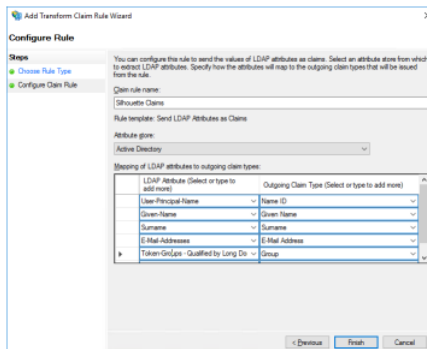 Add Transform Claim Rule Wizard
Configure Rule
Steps
Choose Rule Type
Configure Claim Rule
You can configure this rule to send the values of LDAP attributes as claims. Select an attribute store from which
to extract LDAP attributes. Specify how the attributes will map to the outgoing claim types that will be issued
from the rule.
Claim rule name:
Silhouette Claims
Rule template: Send LDAP Attributes as Claims
Attribute store:
Active Directory
Mapping of LDAP attributes to outgoing claim types:
LDAP Attribute (Select or type to
add more)
Outgoing Claim Type (Select or type to add more)
User-Principal-Name Name ID
Given-Name Given Name
Surname Surname
E-Mail-Addresses E-Mail Address
Token-Groups - Qualified by Long Do Group
< Previous Finish Cancel